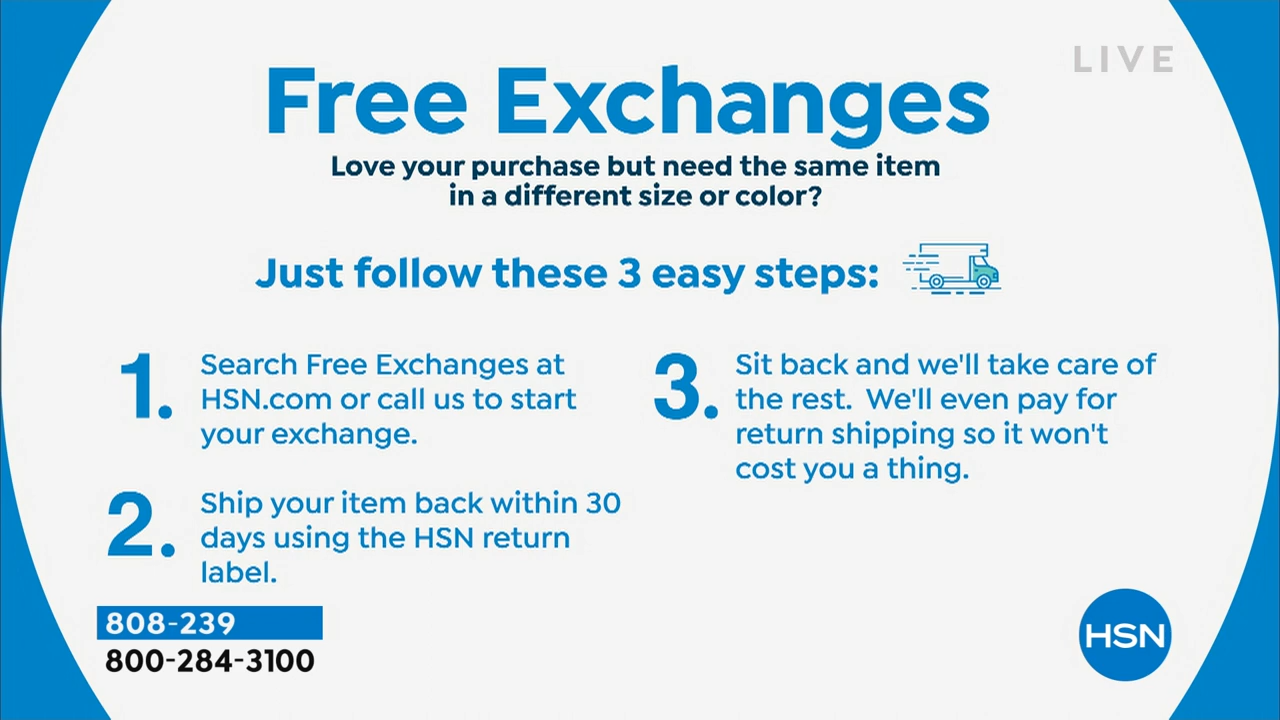 LIVE
Free Exchanges
Love your purchase but need the same item
in a different size or color?
Just follow these 3 easy steps:
1. Search Free Exchanges at
HSN.com or call us to start
your exchange.
2. Ship your item back within 30
days using the HSN return
label.
3. Sit back and we'll take care of
the rest. We'll even pay for
return shipping so it won't
cost you a thing.
808-239
800-284-3100
HSN